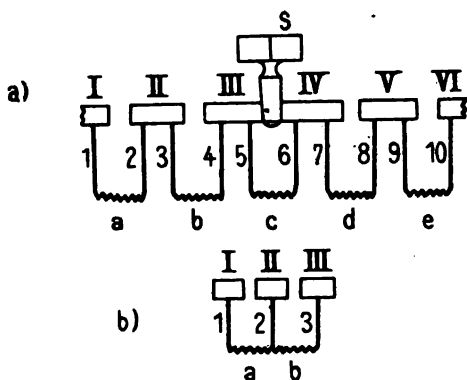 S
a)
I II III IV V VI
1 2 3 4 5 6 7 8 9 10
a b c d e
I II III
b)
1 2 3
a b